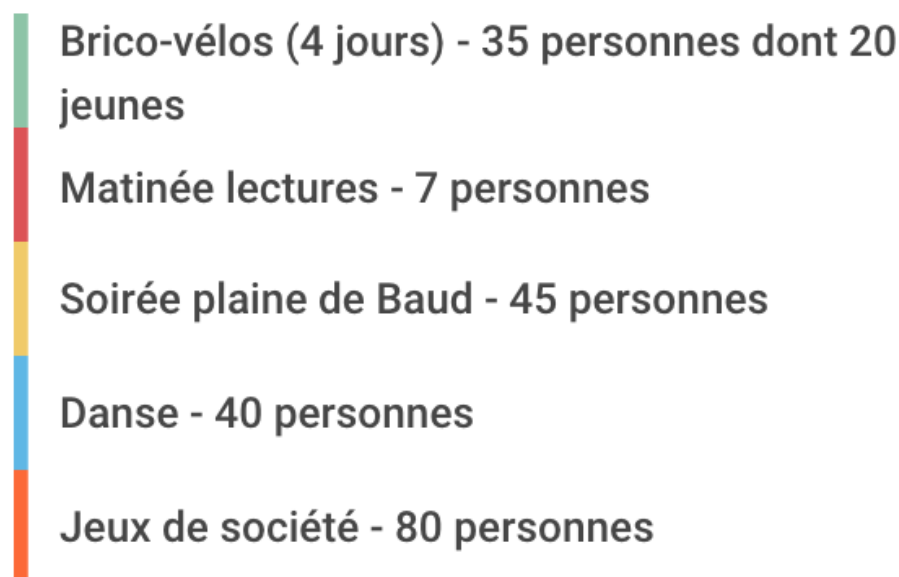 Brico-vélos (4 jours) - 35 personnes dont 20
jeunes
Matinée lectures - 7 personnes
Soirée plaine de Baud - 45 personnes
Danse - 40 personnes
Jeux de société - 80 personnes